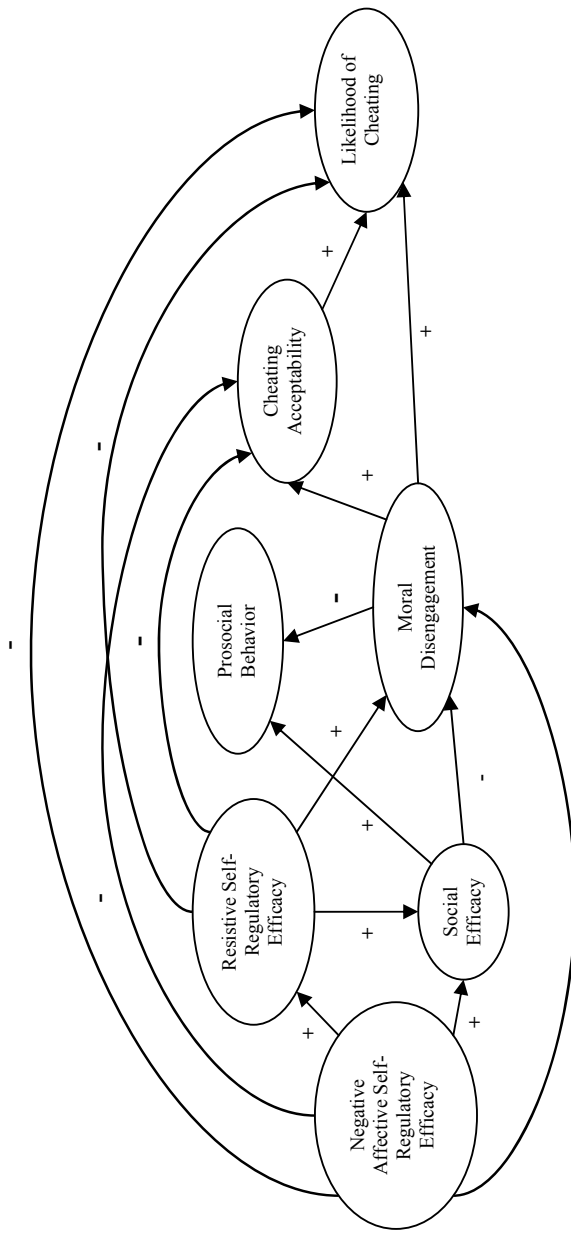 Negative
Affective Self-
Regulatory
Efficacy
+
+
Resistive Self-
Regulatory
Efficacy
+
Social
Efficacy
+
+
-
Prosocial
Behavior
-
Moral
Disengagement
+
+
Cheating
Acceptability
+
Likelihood of
Cheating
-
-
-
-